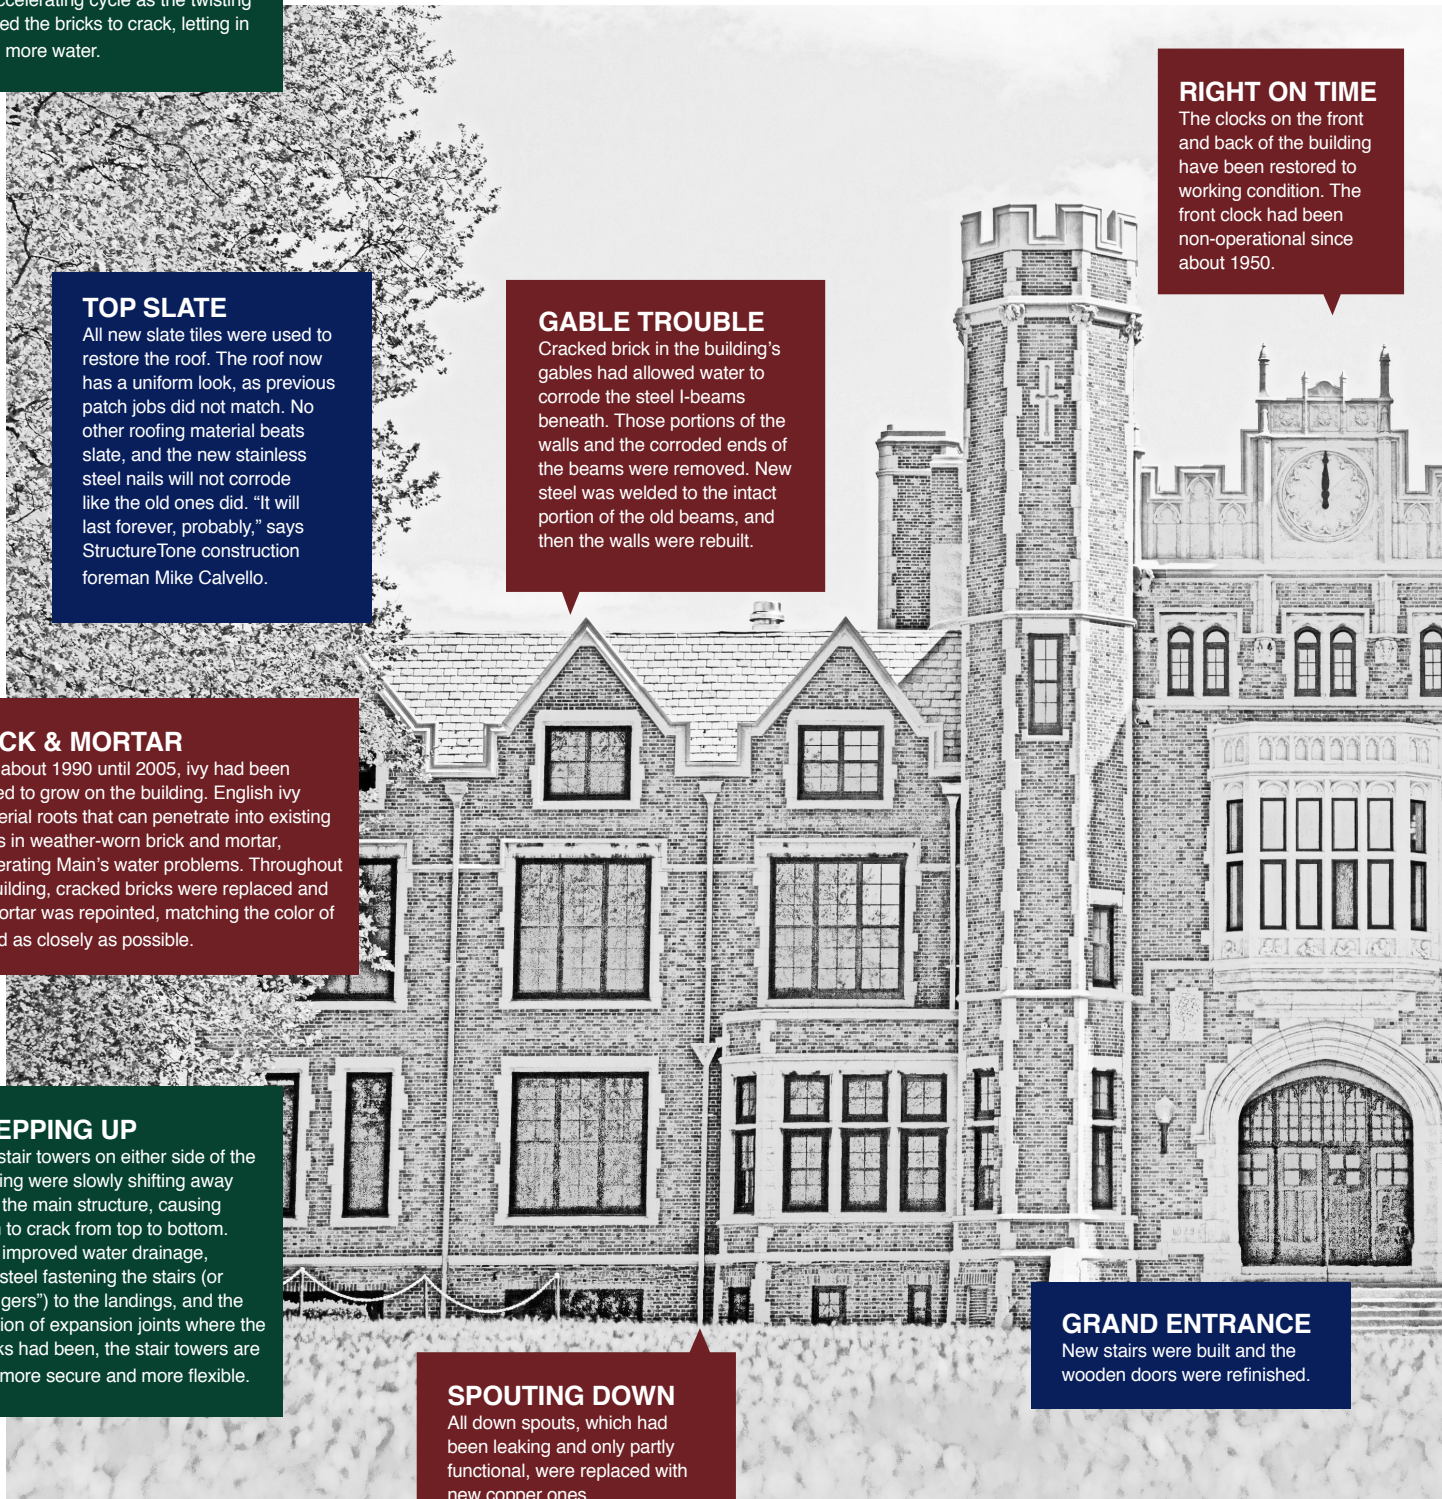 ccelerating cycle as the twisting
ed the bricks to crack, letting in
more water.
RIGHT ON TIME
The clocks on the front
and back of the building
have been restored to
working condition. The
front clock had been
non-operational since
about 1950.
TOP SLATE
All new slate tiles were used to
restore the roof. The roof now
has a uniform look, as previous
patch jobs did not match. No
other roofing material beats
slate, and the new stainless
steel nails will not corrode
like the old ones did. “It will
last forever, probably,” says
StructureTone construction
foreman Mike Calvello.
GABLE TROUBLE
Cracked brick in the building’s
gables had allowed water to
corrode the steel I-beams
beneath. Those portions of the
walls and the corroded ends of
the beams were removed. New
steel was welded to the intact
portion of the old beams, and
then the walls were rebuilt.
CK & MORTAR
about 1990 until 2005, ivy had been
ed to grow on the building. English ivy
erial roots that can penetrate into existing
s in weather-worn brick and mortar,
erating Main’s water problems. Throughout
uilding, cracked bricks were replaced and
ortar was repointed, matching the color of
d as closely as possible.
EPPING UP
stair towers on either side of the
ing were slowly shifting away
the main structure, causing
to crack from top to bottom.
improved water drainage,
steel fastening the stairs (or
gers”) to the landings, and the
ion of expansion joints where the
ks had been, the stair towers are
more secure and more flexible.
GRAND ENTRANCE
New stairs were built and the
wooden doors were refinished.
SPOUTING DOWN
All down spouts, which had
been leaking and only partly
functional, were replaced with
new copper ones.